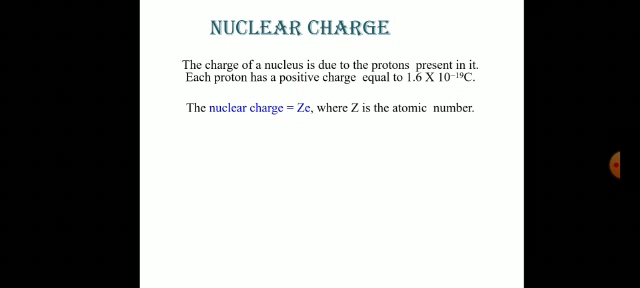 NUCLEAR CHARGE
The charge of a nucleus is due to the protons present in it.
Each proton has a positive charge equal to 1.6 X 10⁻¹⁹C.
The nuclear charge = Ze, where Z is the atomic number.